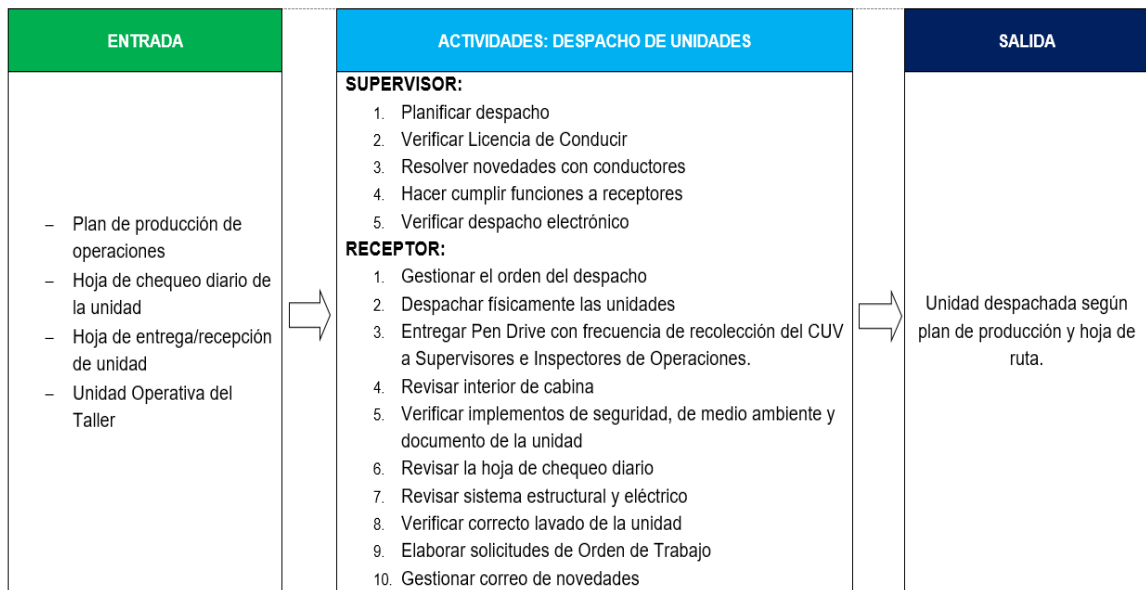 ENTRADA
– Plan de producción de
operaciones
– Hoja de chequeo diario de
la unidad
– Hoja de entrega/recepción
de unidad
– Unidad Operativa del
Taller
ACTIVIDADES: DESPACHO DE UNIDADES
SUPERVISOR:
1. Planificar despacho
2. Verificar Licencia de Conducir
3. Resolver novedades con conductores
4. Hacer cumplir funciones a receptores
5. Verificar despacho electrónico
RECEPTOR:
1. Gestionar el orden del despacho
2. Despachar físicamente las unidades
3. Entregar Pen Drive con frecuencia de recolección del CUV
a Supervisores e Inspectores de Operaciones.
4. Revisar interior de cabina
5. Verificar implementos de seguridad, de medio ambiente y
documento de la unidad
6. Revisar la hoja de chequeo diario
7. Revisar sistema estructural y eléctrico
8. Verificar correcto lavado de la unidad
9. Elaborar solicitudes de Orden de Trabajo
10. Gestionar correo de novedades
SALIDA
Unidad despachada según
plan de producción y hoja de
ruta.